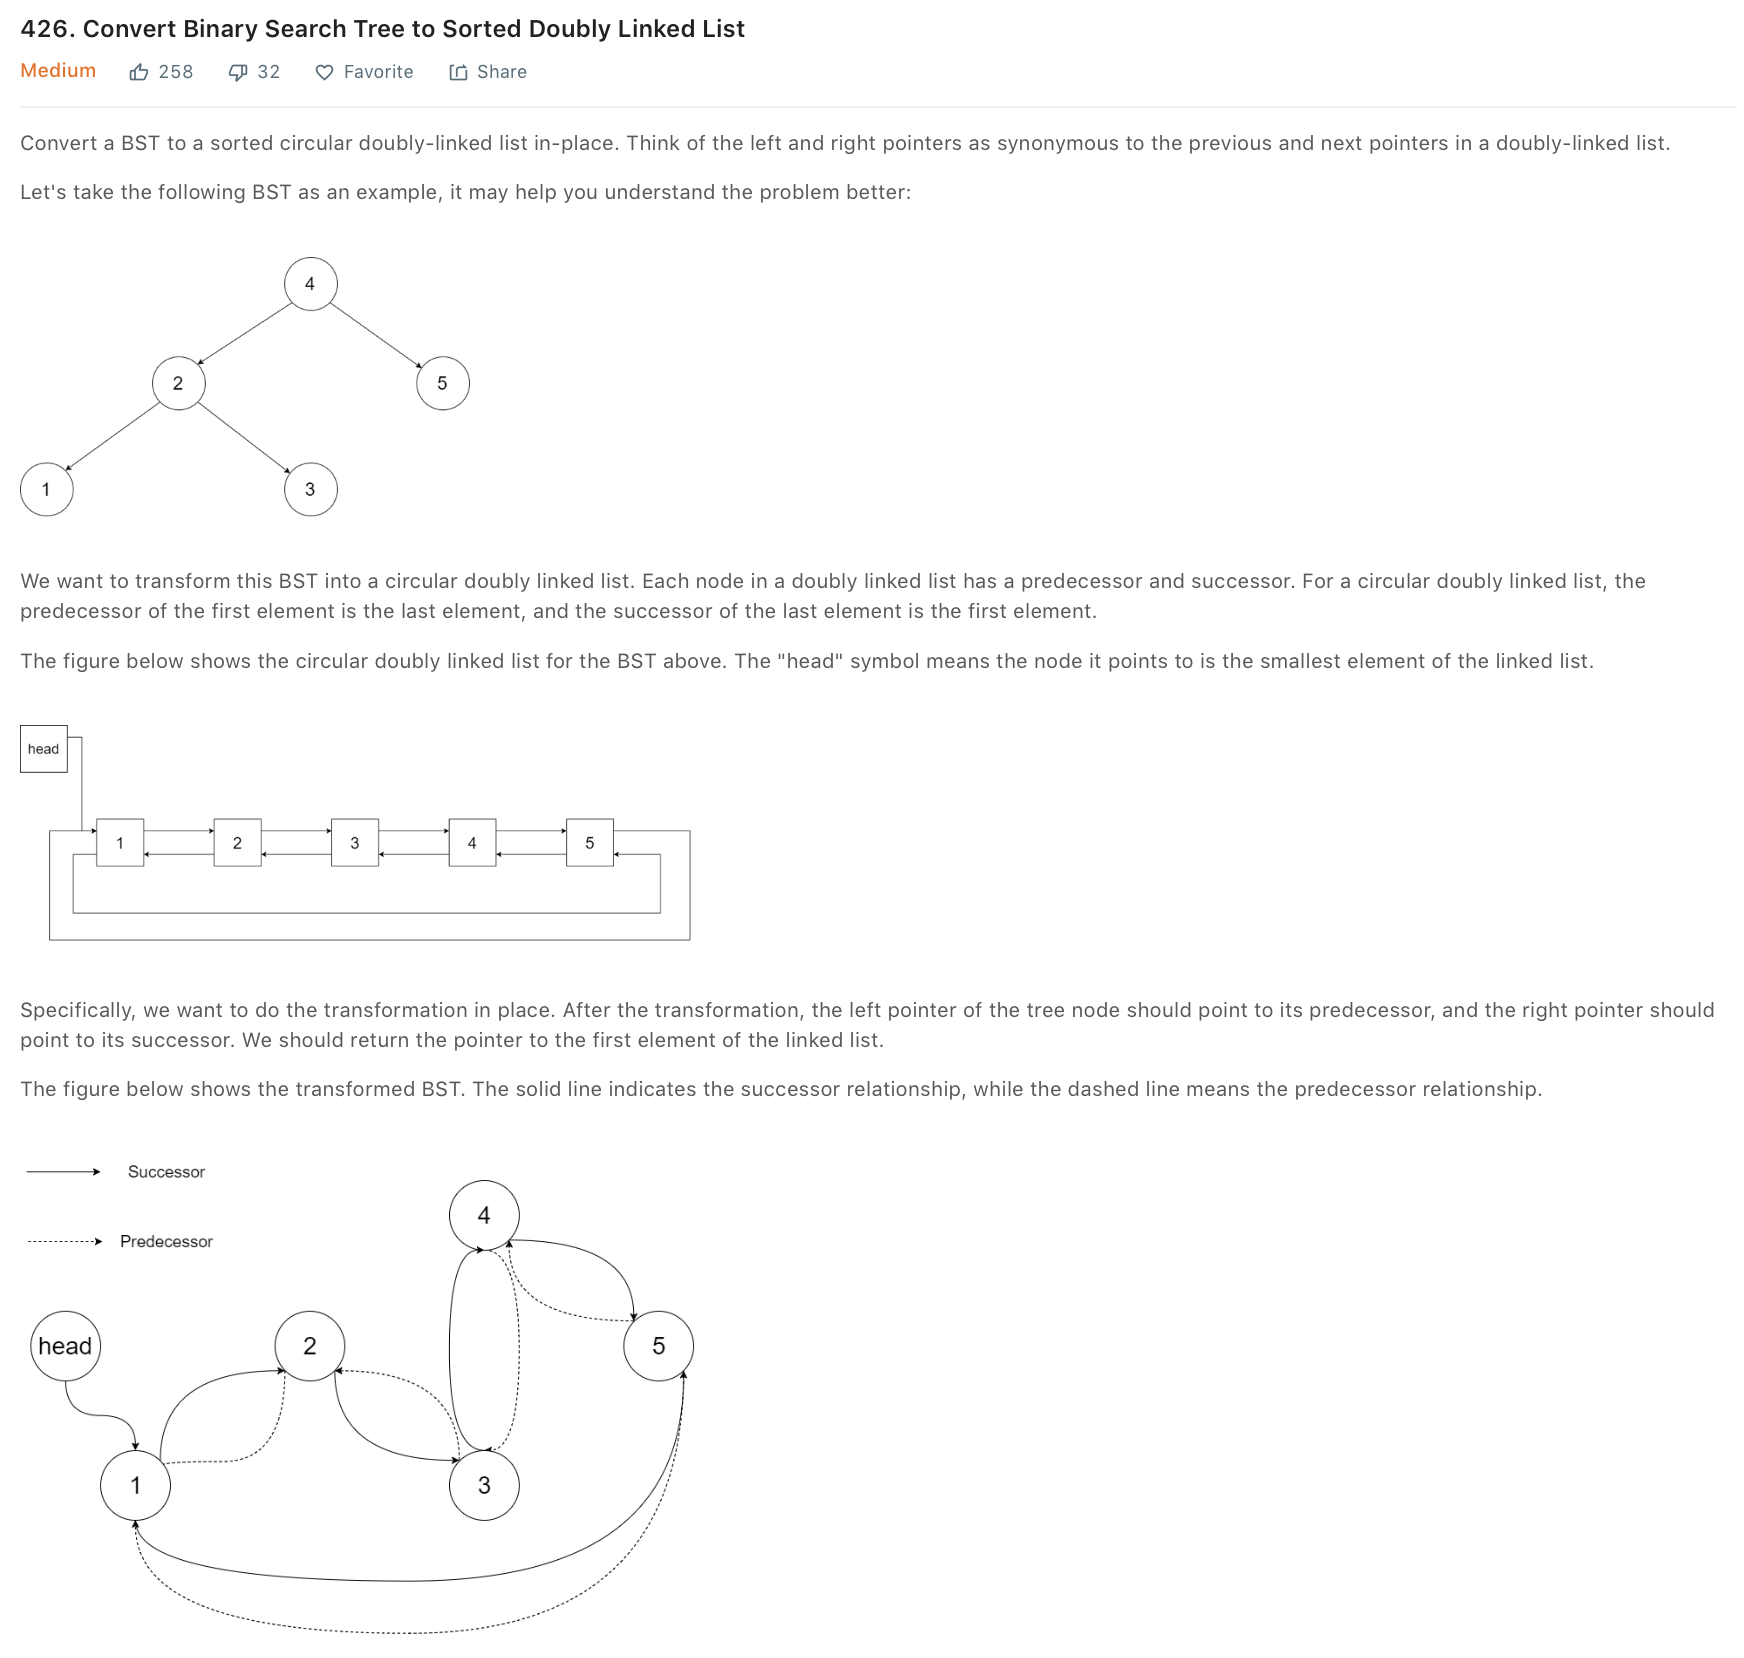 426. Convert Binary Search Tree to Sorted Doubly Linked List
Medium 258 32 Favorite Share
Convert a BST to a sorted circular doubly-linked list in-place. Think of the left and right pointers as synonymous to the previous and next pointers in a doubly-linked list.
Let's take the following BST as an example, it may help you understand the problem better:
4
2 5
1 3
We want to transform this BST into a circular doubly linked list. Each node in a doubly linked list has a predecessor and successor. For a circular doubly linked list, the
predecessor of the first element is the last element, and the successor of the last element is the first element.
The figure below shows the circular doubly linked list for the BST above. The "head" symbol means the node it points to is the smallest element of the linked list.
head
1 2 3 4 5
Specifically, we want to do the transformation in place. After the transformation, the left pointer of the tree node should point to its predecessor, and the right pointer should
point to its successor. We should return the pointer to the first element of the linked list.
The figure below shows the transformed BST. The solid line indicates the successor relationship, while the dashed line means the predecessor relationship.
Successor
4
Predecessor
head 2 5
1 3